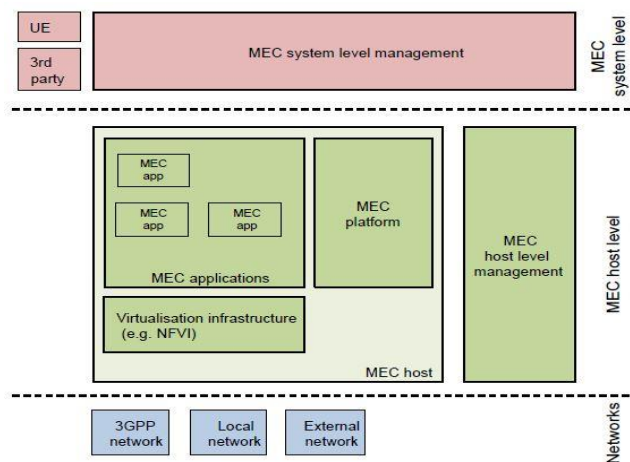 UE
3rd
party
MEC system level management
MEC
system level
MEC
app
MEC
app
MEC
app
MEC applications
MEC
platform
Virtualisation infrastructure
(e.g. NFVI)
MEC host
MEC
host level
management
MEC host level
3GPP
network
Local
network
External
network
Networks